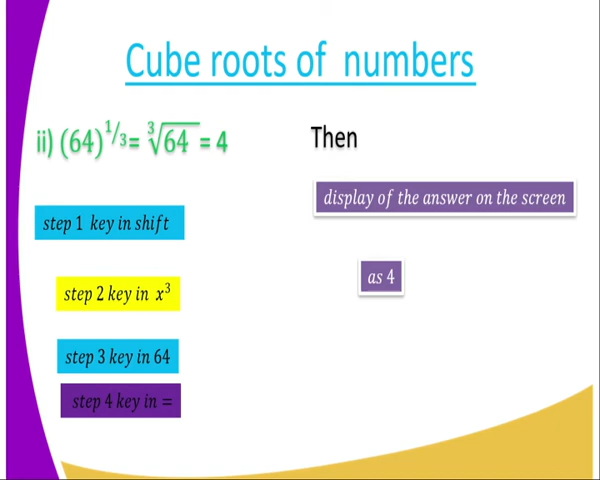 Cube roots of numbers
ii) (64)^{1/3} = ∛64 = 4
Then
display of the answer on the screen
step 1 key in shift
as 4
step 2 key in x³
step 3 key in 64
step 4 key in =